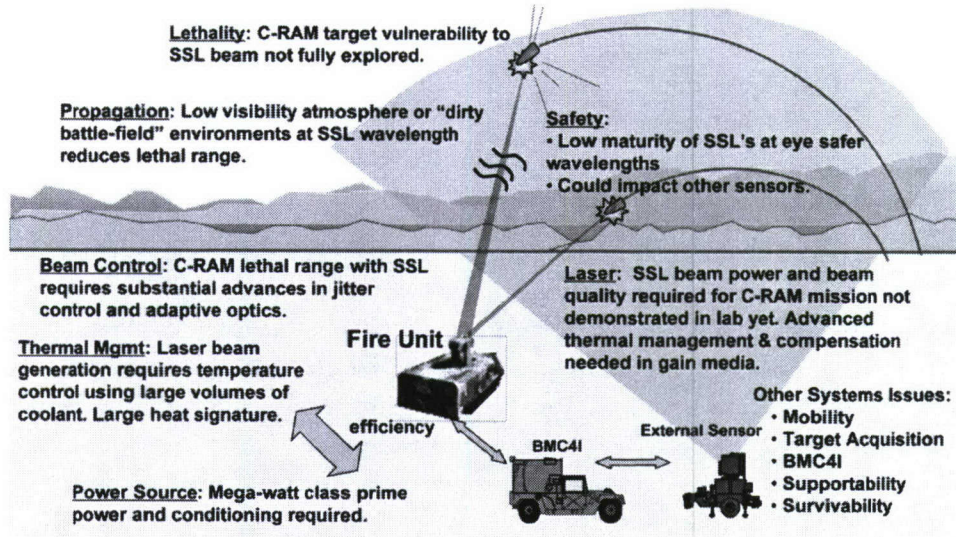 Lethality: C-RAM target vulnerability to
SSL beam not fully explored.
Propagation: Low visibility atmosphere or “dirty
battle-field” environments at SSL wavelength
reduces lethal range.
Safety:
• Low maturity of SSL's at eye safer
wavelengths
• Could impact other sensors.
Beam Control: C-RAM lethal range with SSL
requires substantial advances in jitter
control and adaptive optics.
Laser: SSL beam power and beam
quality required for C-RAM mission not
demonstrated in lab yet. Advanced
thermal management & compensation
needed in gain media.
Fire Unit
Thermal Mgmt: Laser beam
generation requires temperature
control using large volumes of
coolant. Large heat signature.
efficiency
Power Source: Mega-watt class prime
power and conditioning required.
BMC4I
External Sensor
Other Systems Issues:
• Mobility
• Target Acquisition
• BMC4I
• Supportability
• Survivability